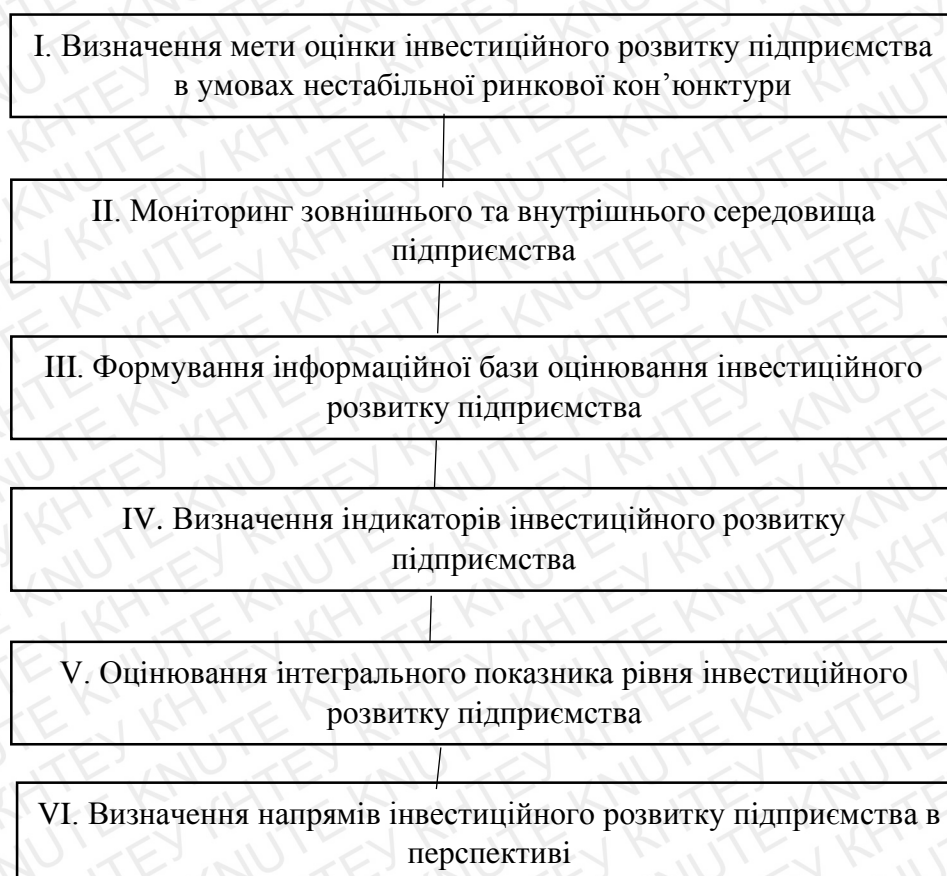 І. Визначення мети оцінки інвестиційного розвитку підприємства
в умовах нестабільної ринкової кон’юнктури
ІІ. Моніторинг зовнішнього та внутрішнього середовища
підприємства
ІІІ. Формування інформаційної бази оцінювання інвестиційного
розвитку підприємства
IV. Визначення індикаторів інвестиційного розвитку
підприємства
V. Оцінювання інтегрального показника рівня інвестиційного
розвитку підприємства
VI. Визначення напрямів інвестиційного розвитку підприємства в
перспективі